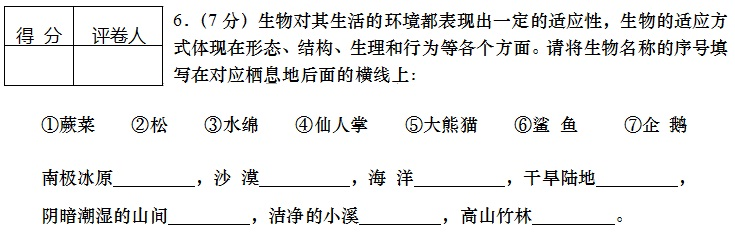 得 分 评卷人
6.（7 分）生物对其生活的环境都表现出一定的适应性，生物的适应方
式体现在形态、结构、生理和行为等各个方面。请将生物名称的序号填
写在对应栖息地后面的横线上：
①蕨菜 ②松 ③水绵 ④仙人掌 ⑤大熊猫 ⑥鲨 鱼 ⑦企 鹅
南极冰原________，沙 漠________，海 洋________，干旱陆地________，
阴暗潮湿的山间________，洁净的小溪________，高山竹林________。